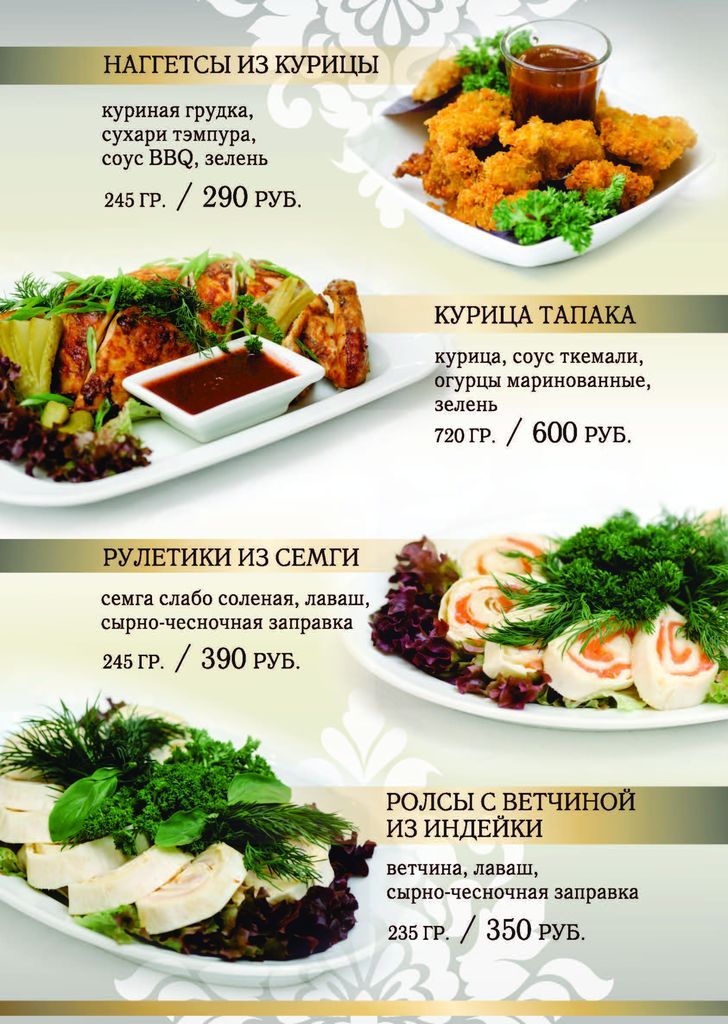 НАГГЕТСЫ ИЗ КУРИЦЫ
куриная грудка,
сухари тэмпура,
соус BBQ, зелень
245 ГР. / 290 РУБ.
КУРИЦА ТАПАКА
курица, соус ткемали,
огурцы маринованные,
зелень
720 ГР. / 600 РУБ.
РУЛЕТИКИ ИЗ СЕМГИ
семга слабо соленая, лаваш,
сырно-чесночная заправка
245 ГР. / 390 РУБ.
РОЛСЫ С ВЕТЧИНОЙ
ИЗ ИНДЕЙКИ
ветчина, лаваш,
сырно-чесночная заправка
235 ГР. / 350 РУБ.